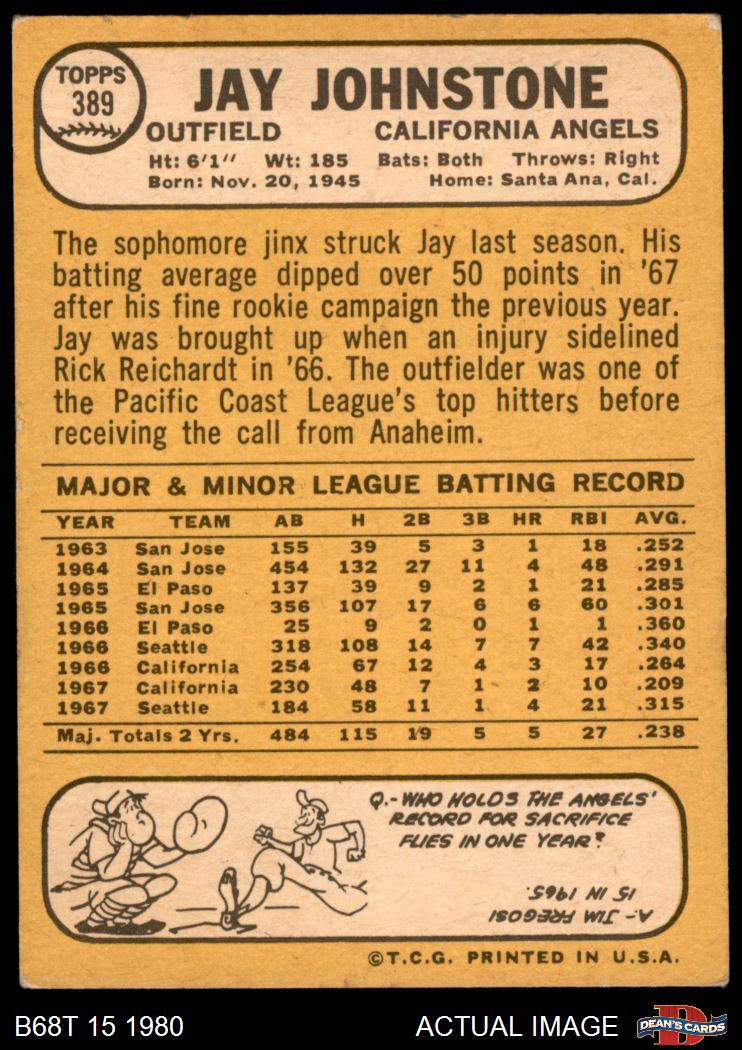 TOPPS
389
JAY JOHNSTONE
OUTFIELD CALIFORNIA ANGELS
Ht: 6'1" Wt: 185 Bats: Both Throws: Right
Born: Nov. 20, 1945 Home: Santa Ana, Cal.
The sophomore jinx struck Jay last season. His
batting average dipped over 50 points in '67
after his fine rookie campaign the previous year.
Jay was brought up when an injury sidelined
Rick Reichardt in '66. The outfielder was one of
the Pacific Coast League's top hitters before
receiving the call from Anaheim.
MAJOR & MINOR LEAGUE BATTING RECORD
YEAR TEAM AB H 2B 3B HR RBI AVG.
1963 San Jose 155 39 5 3 1 18 .252
1964 San Jose 454 132 27 11 4 48 .291
1965 El Paso 137 39 9 2 1 21 .285
1965 San Jose 356 107 17 6 6 60 .301
1966 El Paso 25 9 2 0 1 1 .360
1966 Seattle 318 108 14 7 7 42 .340
1966 California 254 67 12 4 3 17 .264
1967 California 230 48 7 1 2 10 .209
1967 Seattle 184 58 11 1 4 21 .315
Maj. Totals 2 Yrs. 484 115 19 5 5 27 .238
Q.-WHO HOLDS THE ANGELS'
RECORD FOR SACRIFICE
FLIES IN ONE YEAR?
A-JIM FREGOSI
15 IN 1965.
©T.C.G. PRINTED IN U.S.A.
B68T 15 1980 ACTUAL IMAGE D DEAN'S CARDS